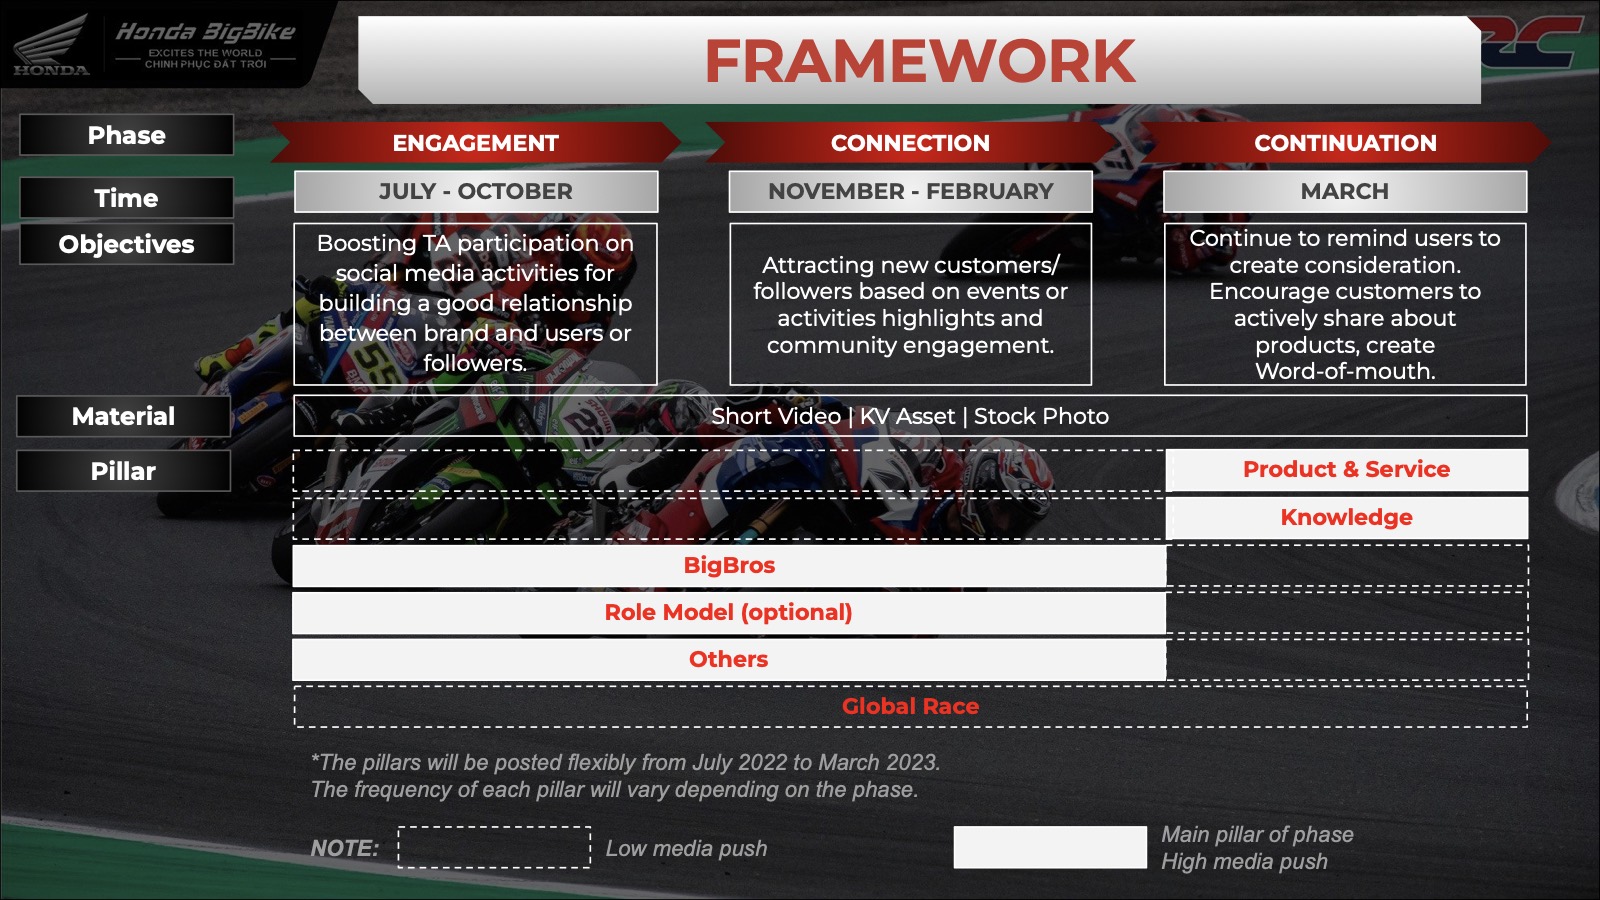 HONDA
Honda BigBike
EXCITES THE WORLD
CHINH PHỤC ĐẤT TRỜI
FRAMEWORK
Phase
ENGAGEMENT
CONNECTION
CONTINUATION
Time
JULY - OCTOBER
NOVEMBER - FEBRUARY
MARCH
Objectives
Boosting TA participation on
social media activities for
building a good relationship
between brand and users or
followers.
Attracting new customers/
followers based on events or
activities highlights and
community engagement.
Continue to remind users to
create consideration.
Encourage customers to
actively share about
products, create
Word-of-mouth.
Material
Short Video | KV Asset | Stock Photo
Pillar
Product & Service
Knowledge
BigBros
Role Model (optional)
Others
Global Race
*The pillars will be posted flexibly from July 2022 to March 2023.
The frequency of each pillar will vary depending on the phase.
NOTE:
Low media push
Main pillar of phase
High media push